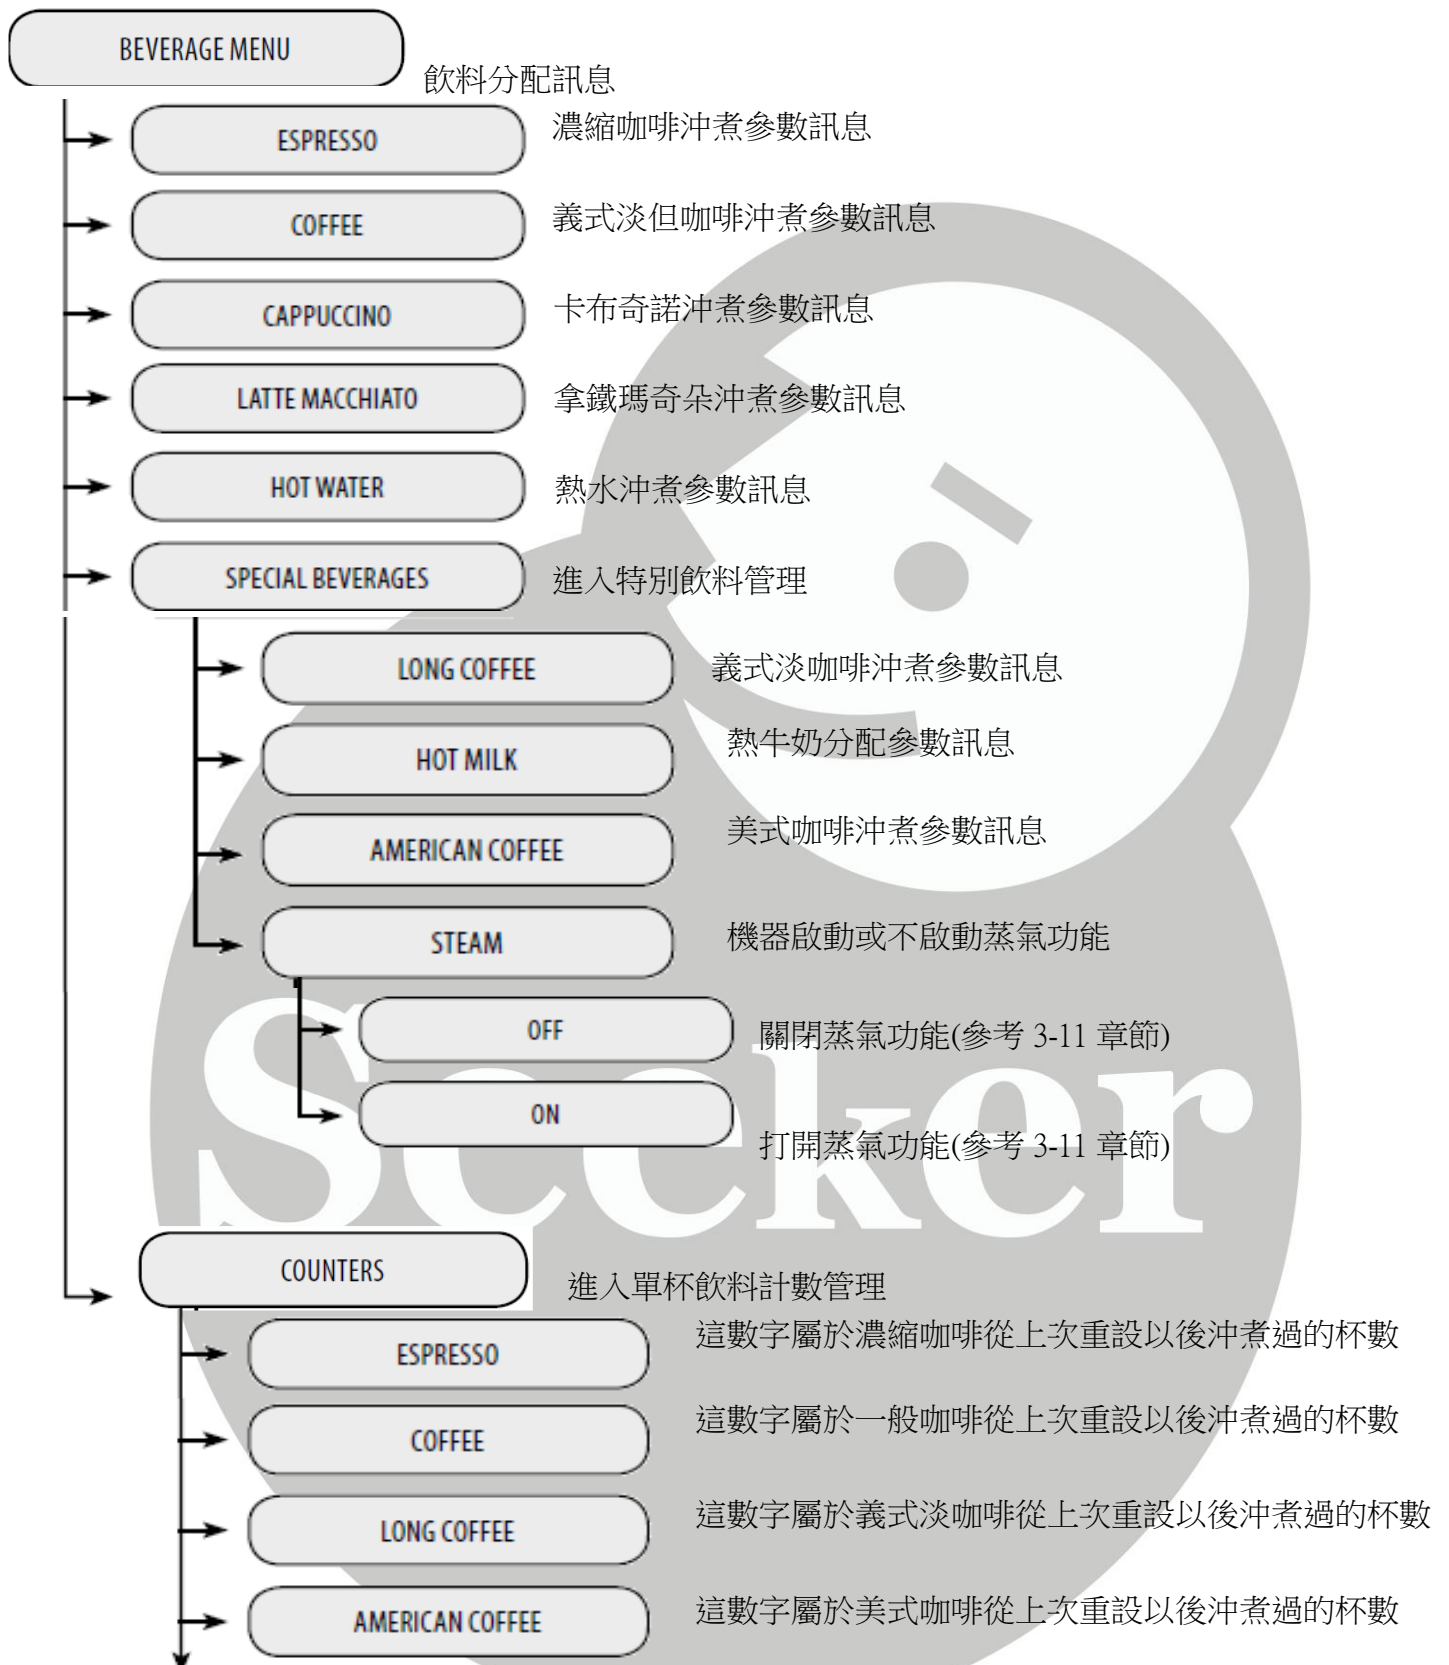 BEVERAGE MENU
飲料分配訊息
ESPRESSO
濃縮咖啡沖煮參數訊息
COFFEE
義式淡但咖啡沖煮參數訊息
CAPPUCCINO
卡布奇諾沖煮參數訊息
LATTE MACCHIATO
拿鐵瑪奇朵沖煮參數訊息
HOT WATER
熱水沖煮參數訊息
SPECIAL BEVERAGES
進入特別飲料管理
LONG COFFEE
義式淡咖啡沖煮參數訊息
HOT MILK
熱牛奶分配參數訊息
AMERICAN COFFEE
美式咖啡沖煮參數訊息
STEAM
機器啟動或不啟動蒸氣功能
OFF
關閉蒸氣功能(參考 3-11 章節)
Seeker
ON
打開蒸氣功能(參考 3-11 章節)
COUNTERS
進入單杯飲料計數管理
ESPRESSO
這數字屬於濃縮咖啡從上次重設以後沖煮過的杯數
COFFEE
這數字屬於一般咖啡從上次重設以後沖煮過的杯數
LONG COFFEE
這數字屬於義式淡咖啡從上次重設以後沖煮過的杯數
AMERICAN COFFEE
這數字屬於美式咖啡從上次重設以後沖煮過的杯數